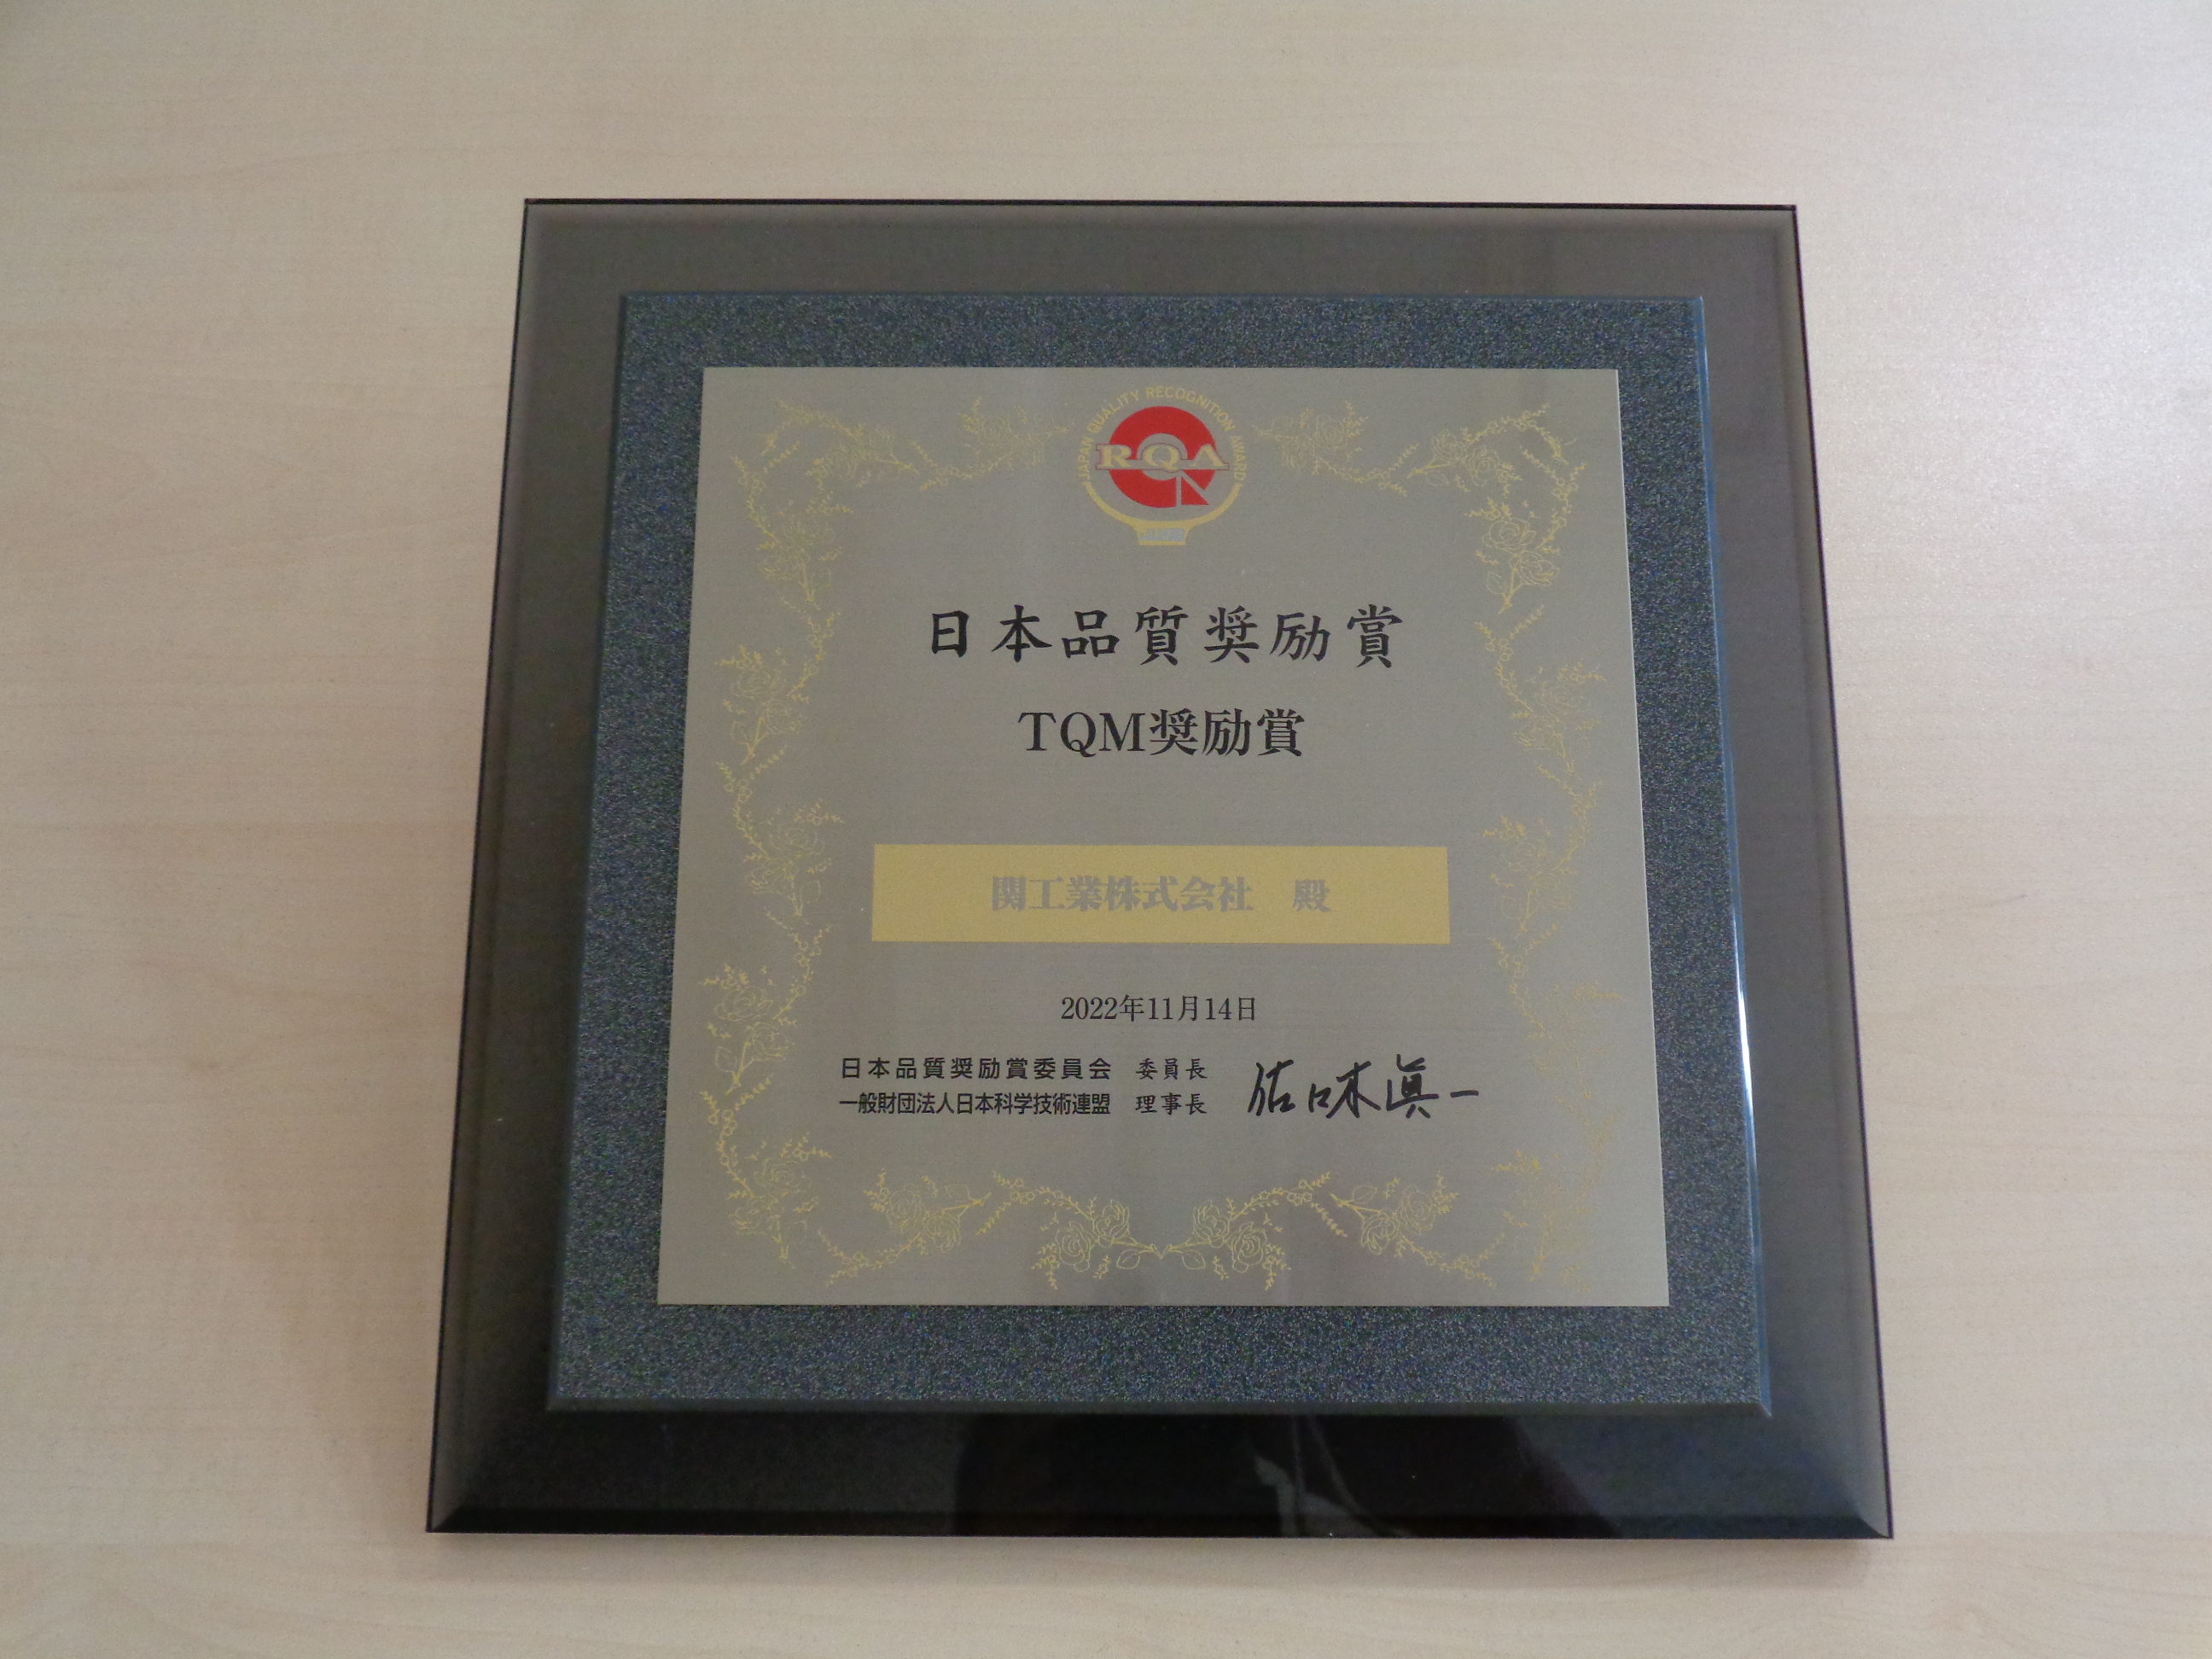 JAPAN QUALITY RECOGNITION AWARD
RQA
日本品質奨励賞
TQM奨励賞
関工業株式会社　殿
2022年11月14日
日本品質奨励賞委員会　委員長
一般財団法人日本科学技術連盟　理事長
佐々木眞一